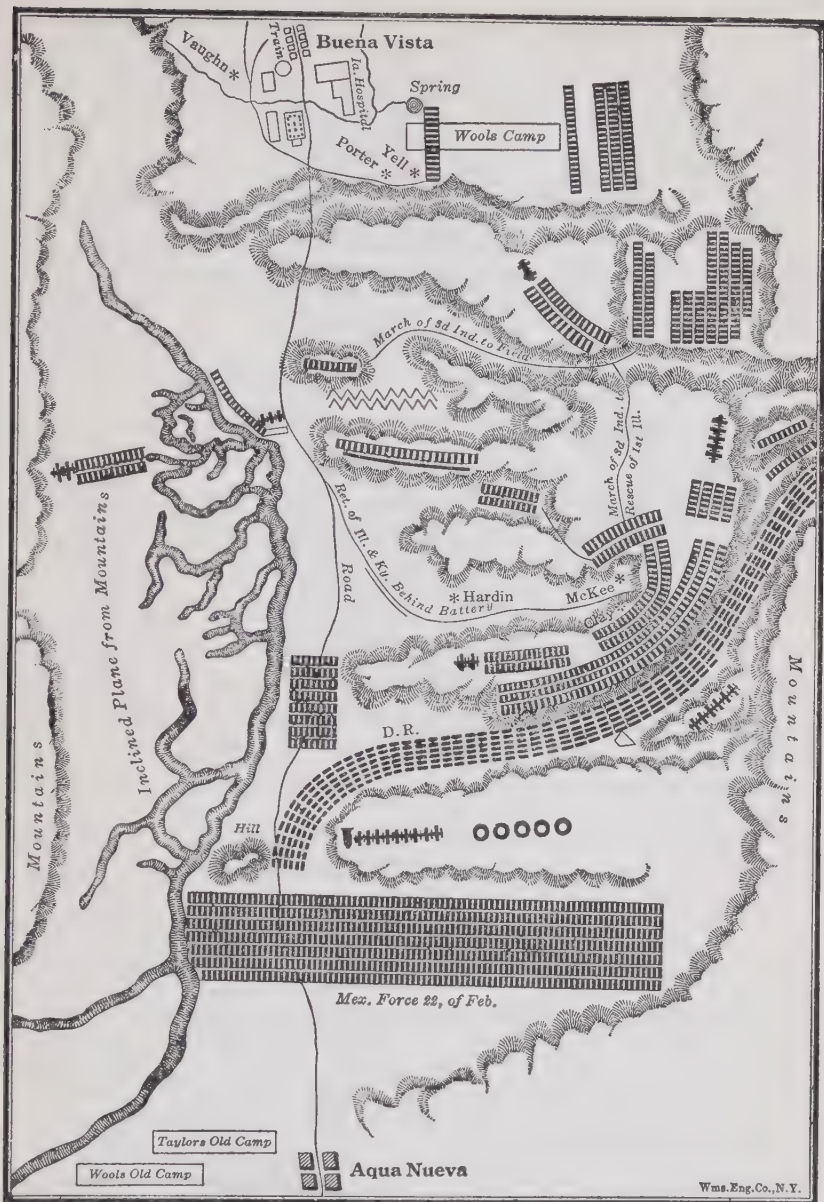 Buena Vista
Train
Vaughn
Ia. Hospital
Spring
Wools Camp
Yell
Porter
March of 3d Ind. to Field
March of 3d Ind. to
Rescue of 1st Ill.
Inclined Plane from Mountains
Ret. of Ill. & Ky. Behind Battery
Road
Hardin
McKee
Clay
Mountains
Mountains
D.R.
Hill
Mex. Force 22, of Feb.
Taylors Old Camp
Wools Old Camp
Aqua Nueva
Wms.Eng.Co.,N.Y.